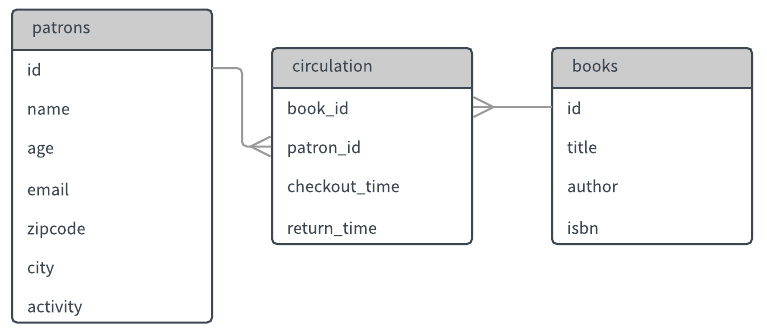 patrons
id
name
age
email
zipcode
city
activity
circulation
book_id
patron_id
checkout_time
return_time
books
id
title
author
isbn